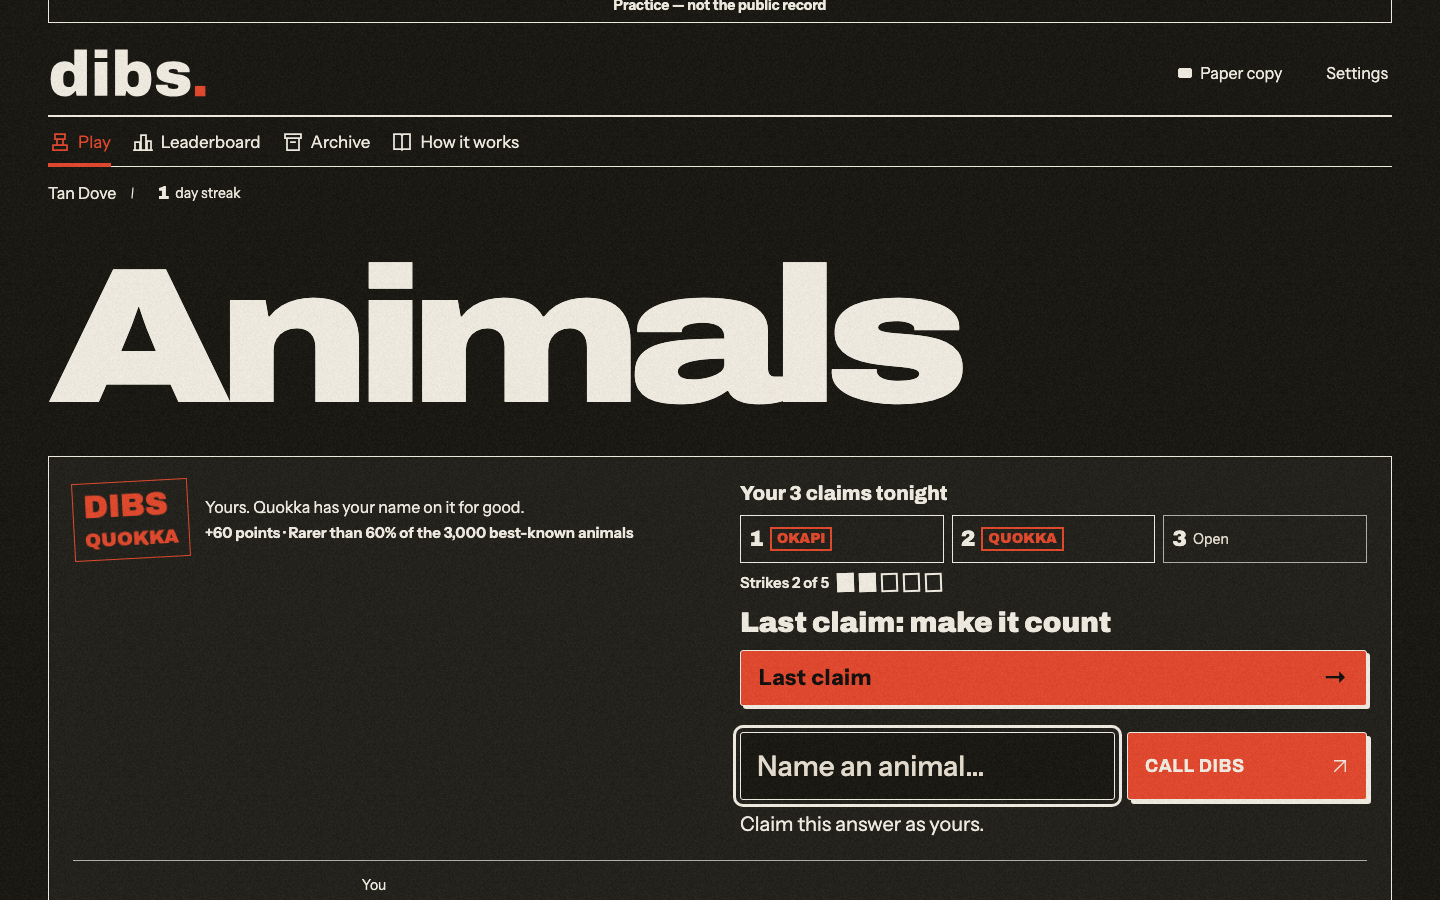 Practice — not the public record
dibs.
Paper copy
Settings
Play
Leaderboard
Archive
How it works
Tan Dove / 1 day streak
Animals
DIBS
QUOKKA
Yours. Quokka has your name on it for good.
+60 points · Rarer than 60% of the 3,000 best-known animals
Your 3 claims tonight
1 OKAPI
2 QUOKKA
3 Open
Strikes 2 of 5
Last claim: make it count
Last claim →
Name an animal...
CALL DIBS
Claim this answer as yours.
You